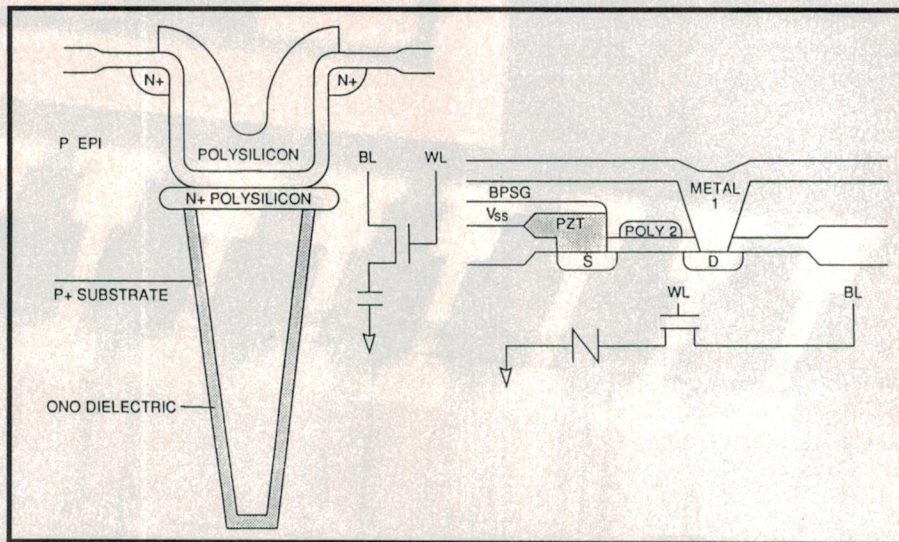 N+
N+
P EPI
POLYSILICON
N+ POLYSILICON
P+ SUBSTRATE
ONO DIELECTRIC
BL
WL
BPSG
VSS
PZT
POLY 2
METAL
1
S
D
WL
BL